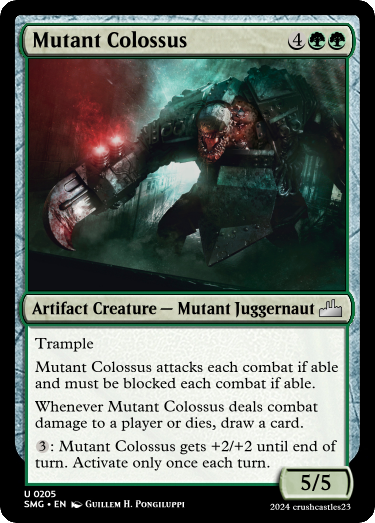 Mutant Colossus 4
Artifact Creature — Mutant Juggernaut
Trample
Mutant Colossus attacks each combat if able
and must be blocked each combat if able.
Whenever Mutant Colossus deals combat
damage to a player or dies, draw a card.
3: Mutant Colossus gets +2/+2 until end of
turn. Activate only once each turn.
5/5
U 0205
SMG • EN Guillem H. Pongiluppi
2024 crushcastles23